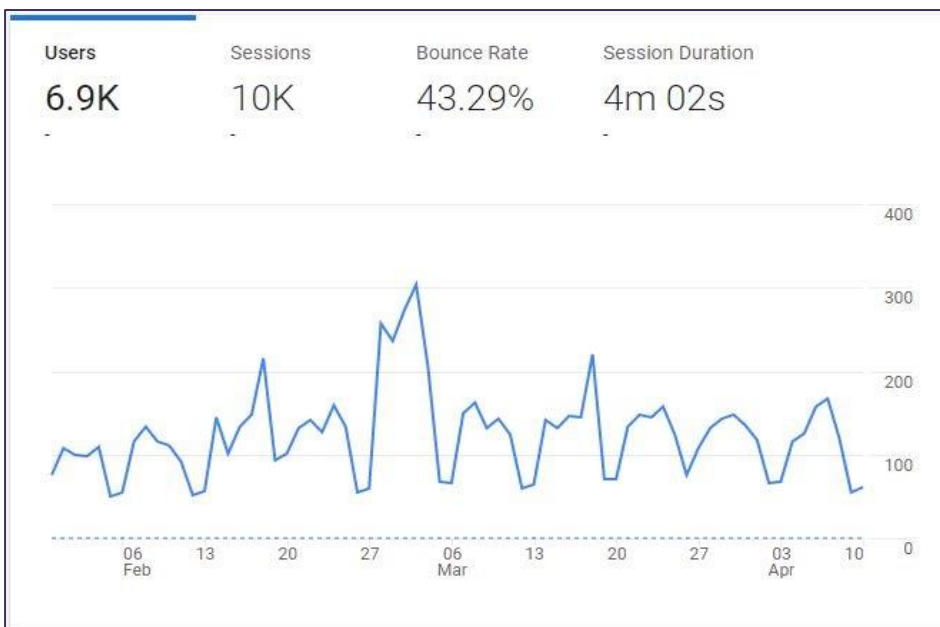 Users Sessions Bounce Rate Session Duration
6.9K 10K 43.29% 4m 02s
- - - -
400
300
200
100
0
06 13 20 27 06 13 20 27 03 10
Feb Mar Apr